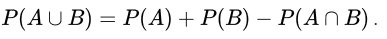 P(A ∪ B) = P(A) + P(B) − P(A ∩ B) .